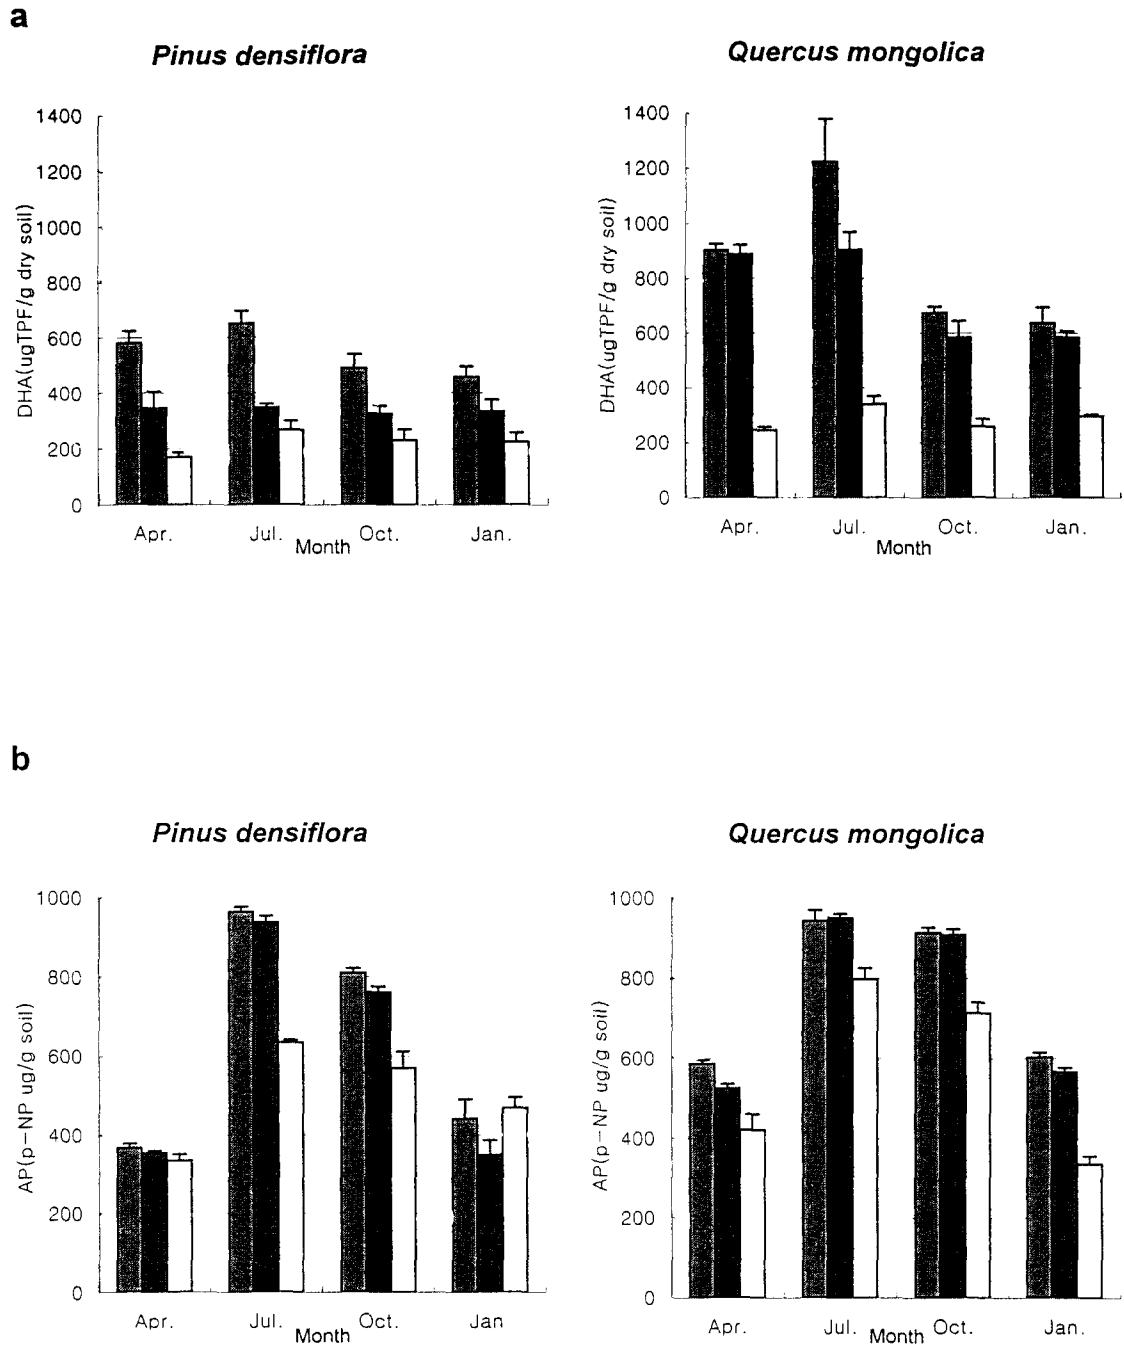 a
Pinus densiflora
Quercus mongolica
1400
1200
1000
800
600
400
200
0
DHA(ugTPF/g dry soil)
Apr.
Jul.
Oct.
Jan.
Month
1400
1200
1000
800
600
400
200
0
DHA(ugTPF/g dry soil)
Apr.
Jul.
Oct.
Jan.
Month
b
Pinus densiflora
Quercus mongolica
1000
800
600
400
200
0
AP(p-NP ug/g soil)
Apr.
Jul.
Oct.
Jan
Month
1000
800
600
400
200
0
AP(p-NP ug/g soil)
Apr.
Jul.
Oct.
Jan.
Month